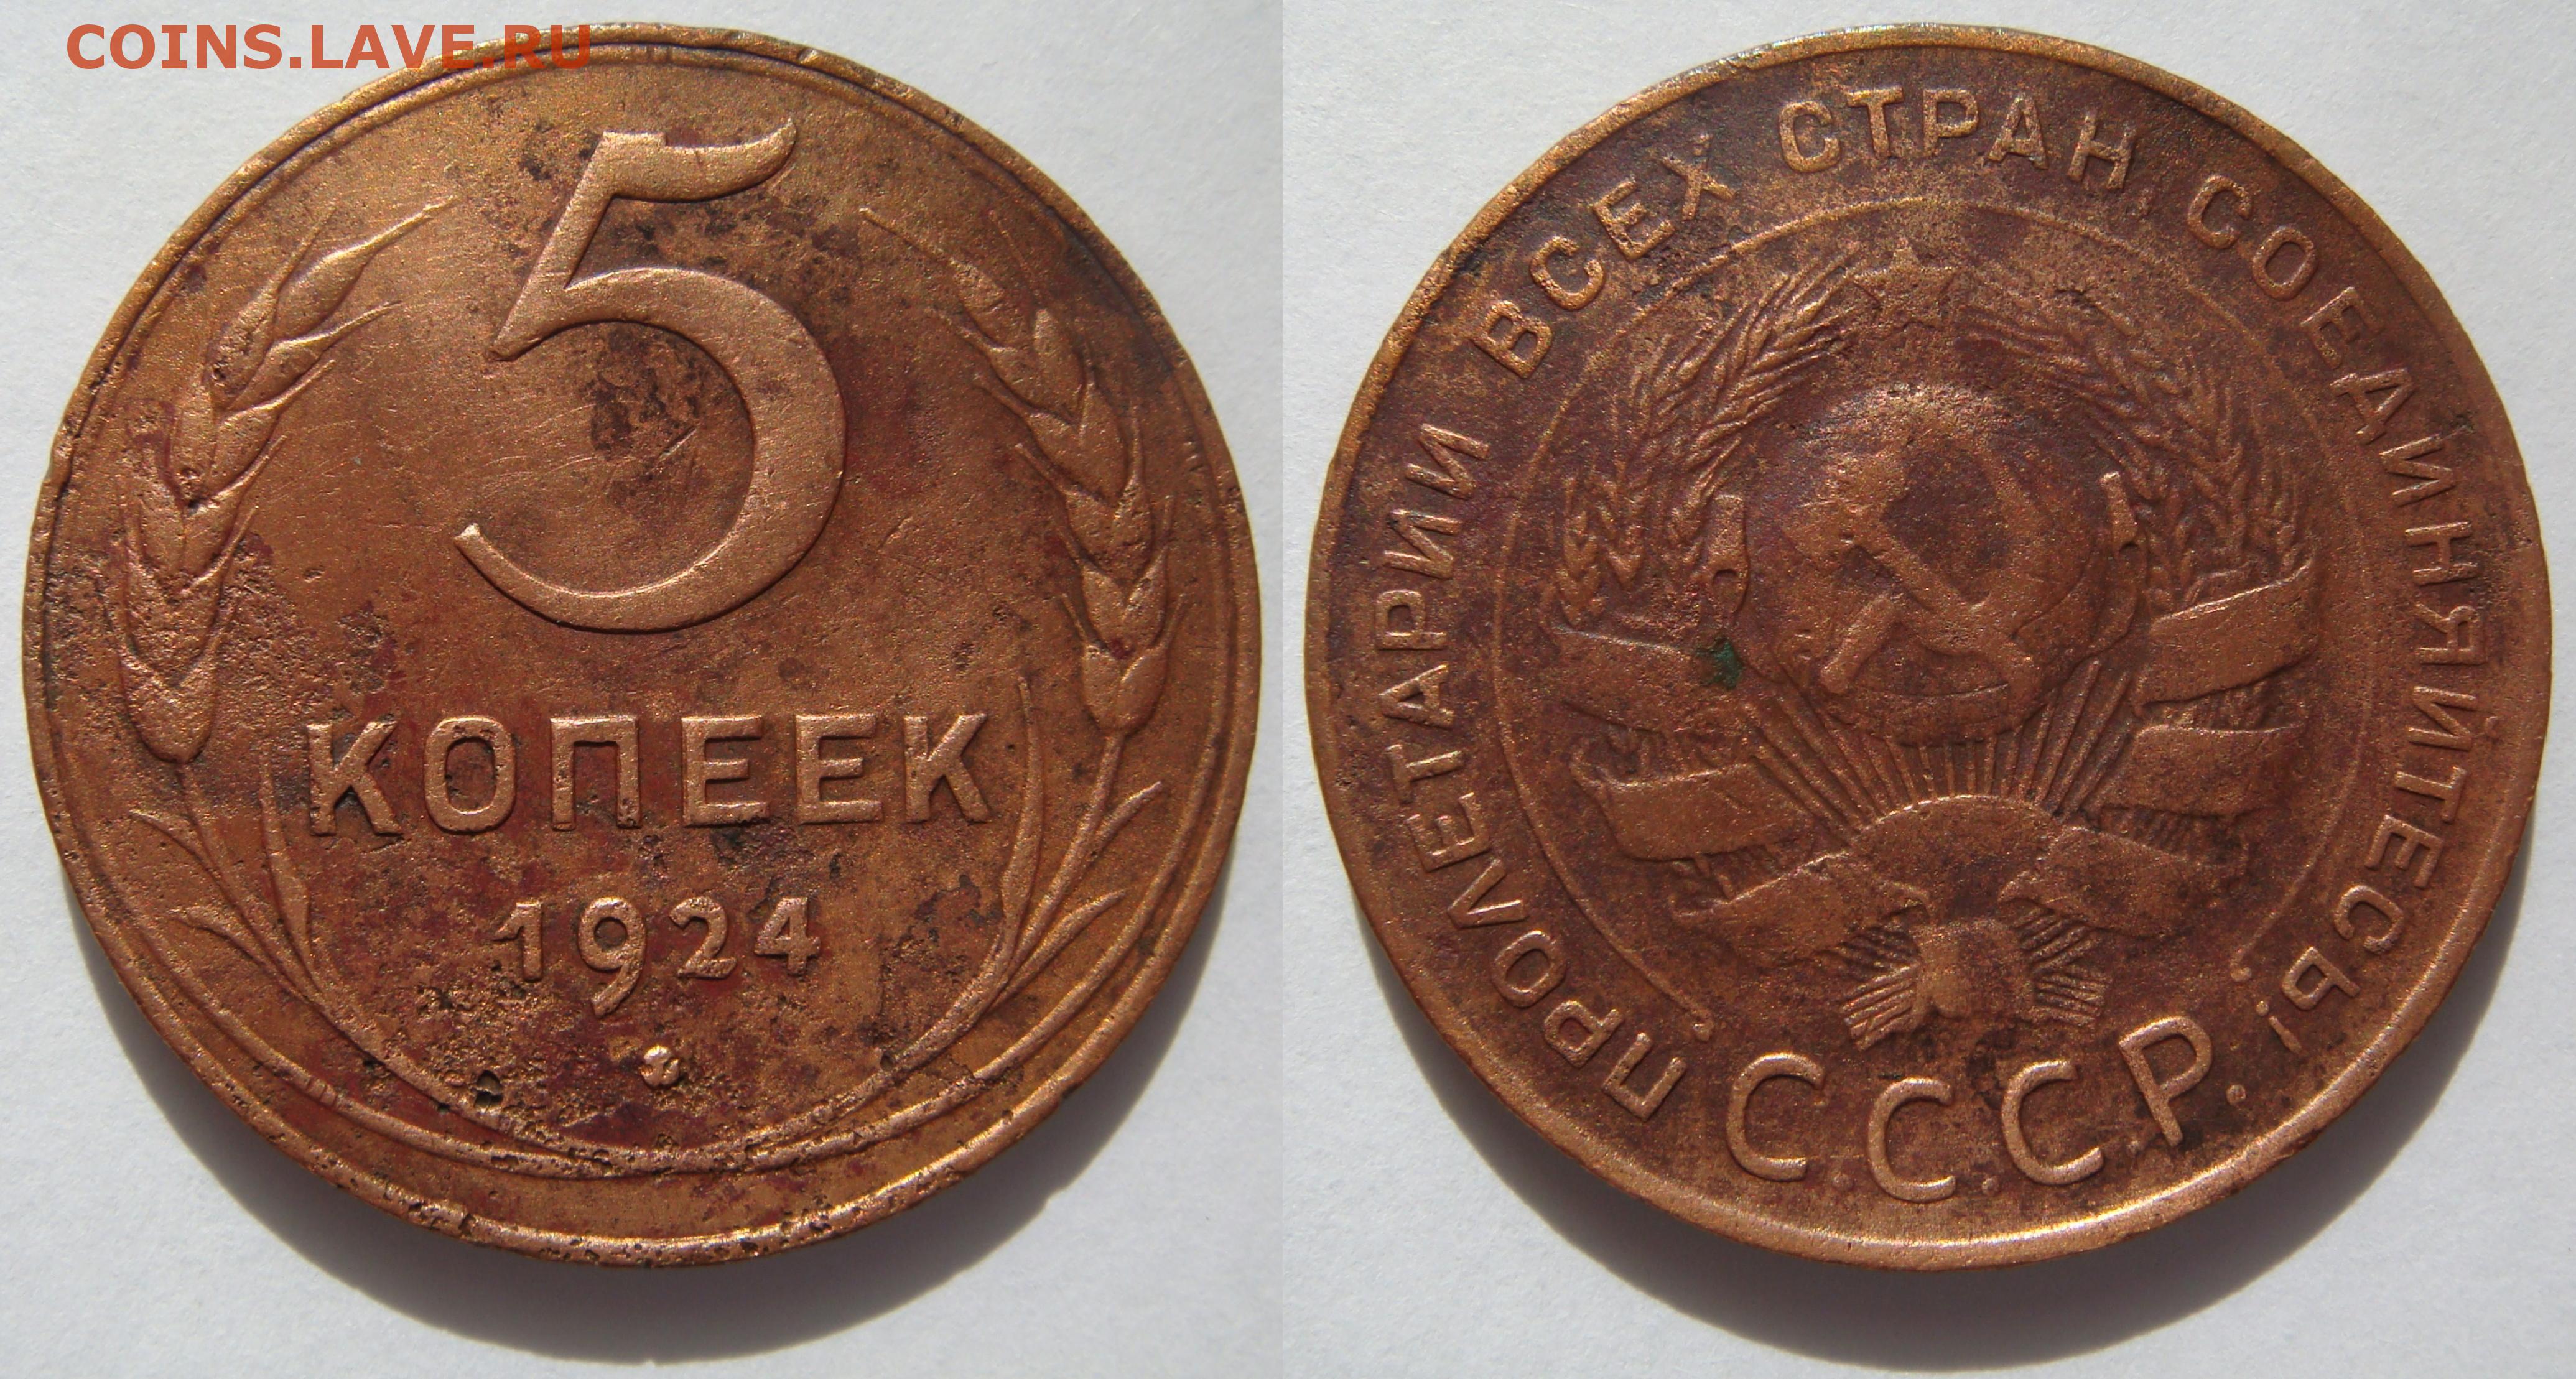 COINS.LAVE.RU
5
КОПЕЕК
1924
ПРОЛЕТАРИИ ВСЕХ СТРАН, СОЕДИНЯЙТЕСЬ!
С.С.С.Р.